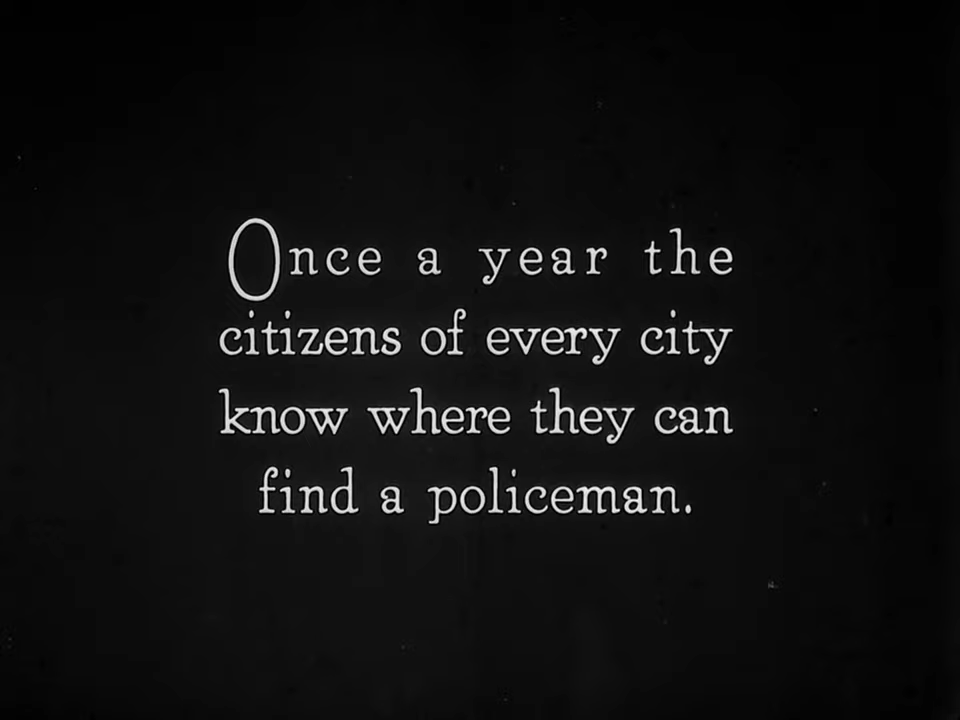 Once a year the
citizens of every city
know where they can
find a policeman.